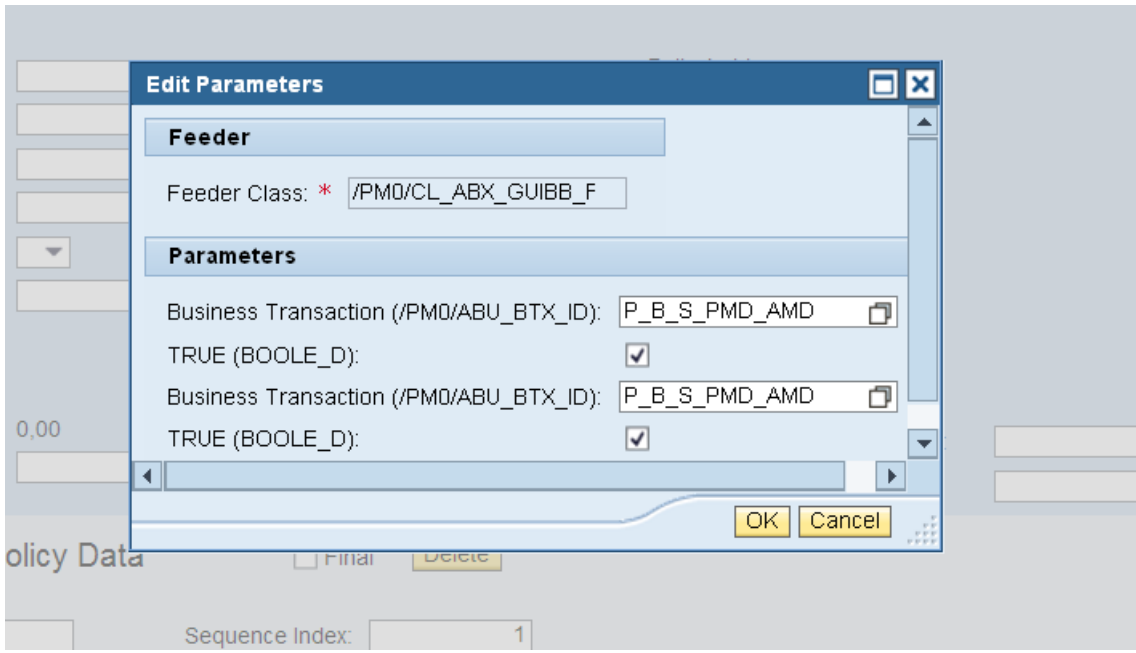 Edit Parameters
Feeder
Feeder Class: * /PM0/CL_ABX_GUIBB_F
Parameters
Business Transaction (/PM0/ABU_BTX_ID): P_B_S_PMD_AMD
TRUE (BOOLE_D):
Business Transaction (/PM0/ABU_BTX_ID): P_B_S_PMD_AMD
0,00
TRUE (BOOLE_D):
OK Cancel
olicy Data Final Delete
Sequence Index: 1